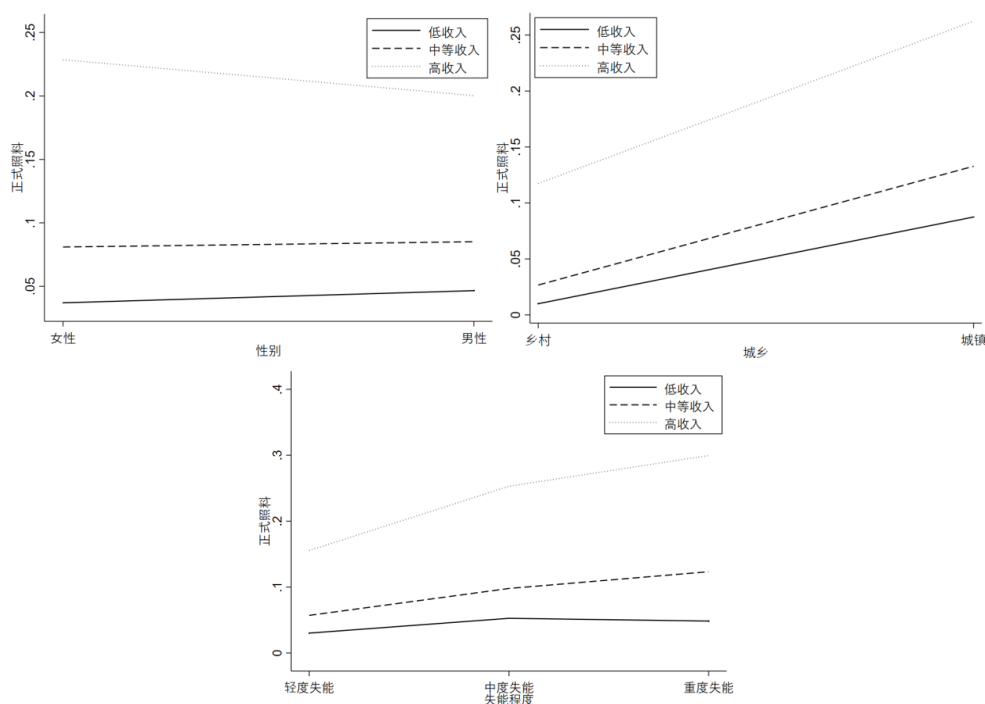 .25
.2
.15
.1
.05
正式照料
低收入
中等收入
高收入
女性
男性
性别
.25
.2
.15
.1
.05
0
正式照料
低收入
中等收入
高收入
乡村
城镇
城乡
.4
.3
.2
.1
0
正式照料
低收入
中等收入
高收入
轻度失能
中度失能
重度失能
失能程度